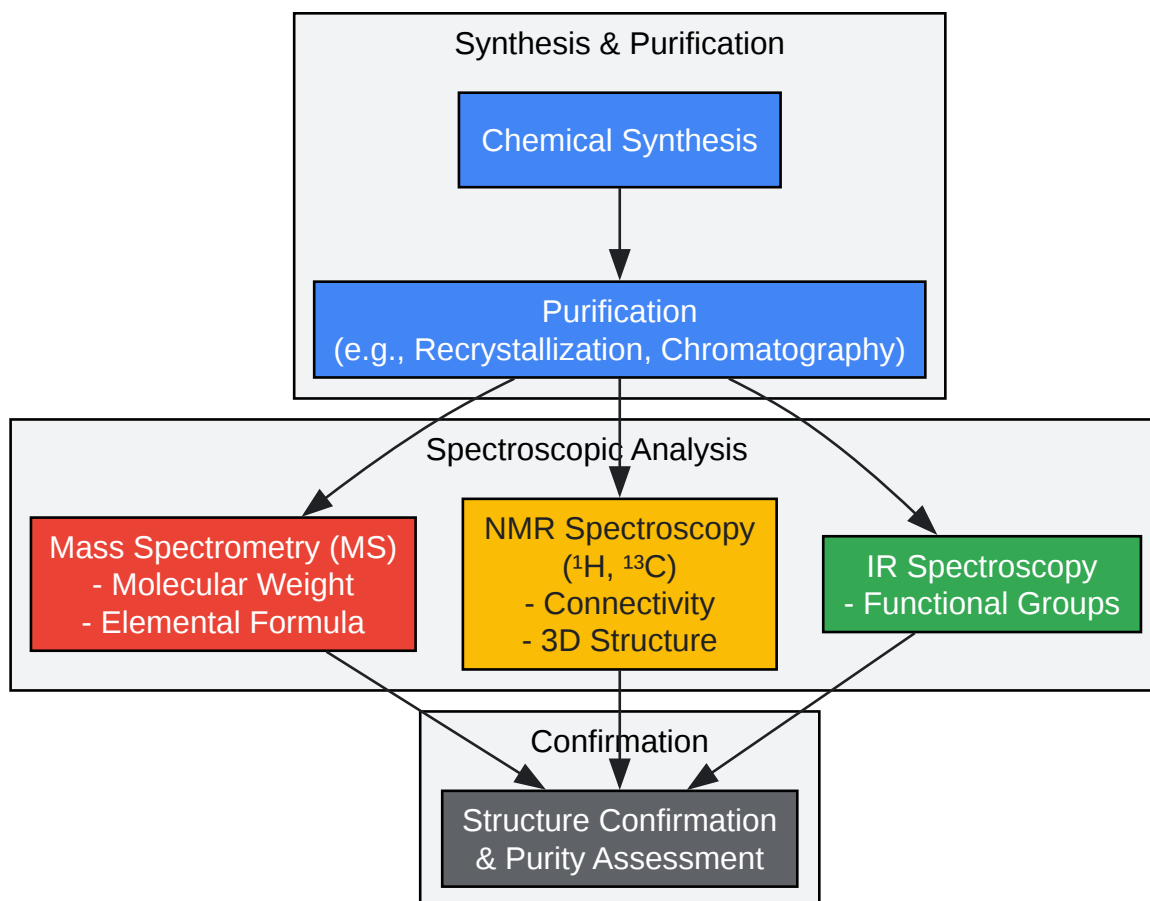 Synthesis & Purification
Chemical Synthesis
Purification
(e.g., Recrystallization, Chromatography)
Spectroscopic Analysis
Mass Spectrometry (MS)
- Molecular Weight
- Elemental Formula
NMR Spectroscopy
(¹H, ¹³C)
- Connectivity
- 3D Structure
IR Spectroscopy
- Functional Groups
Confirmation
Structure Confirmation
& Purity Assessment